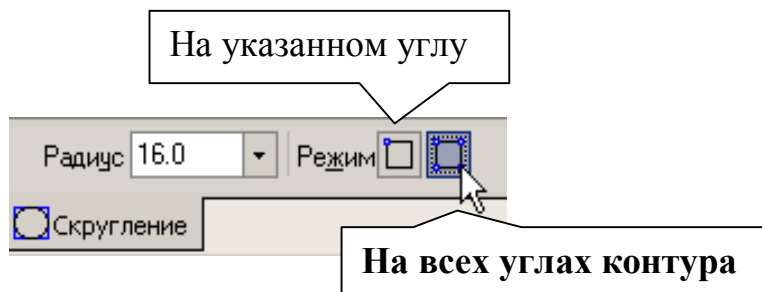 На указанном углу
Радиус 16.0 Режим
Скругление
На всех углах контура